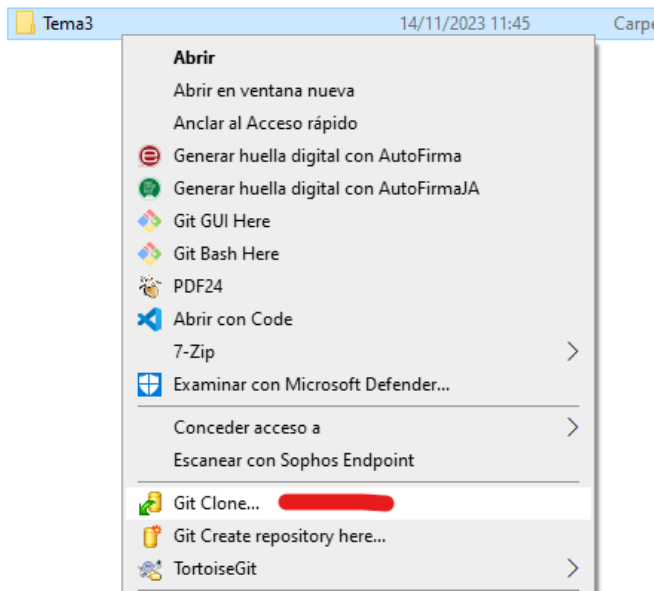 Tema3 14/11/2023 11:45 Carpe
Abrir
Abrir en ventana nueva
Anclar al Acceso rápido
Generar huella digital con AutoFirma
Generar huella digital con AutoFirmaJA
Git GUI Here
Git Bash Here
PDF24
Abrir con Code
7-Zip
Examinar con Microsoft Defender...
Conceder acceso a
Escanear con Sophos Endpoint
Git Clone...
Git Create repository here...
TortoiseGit